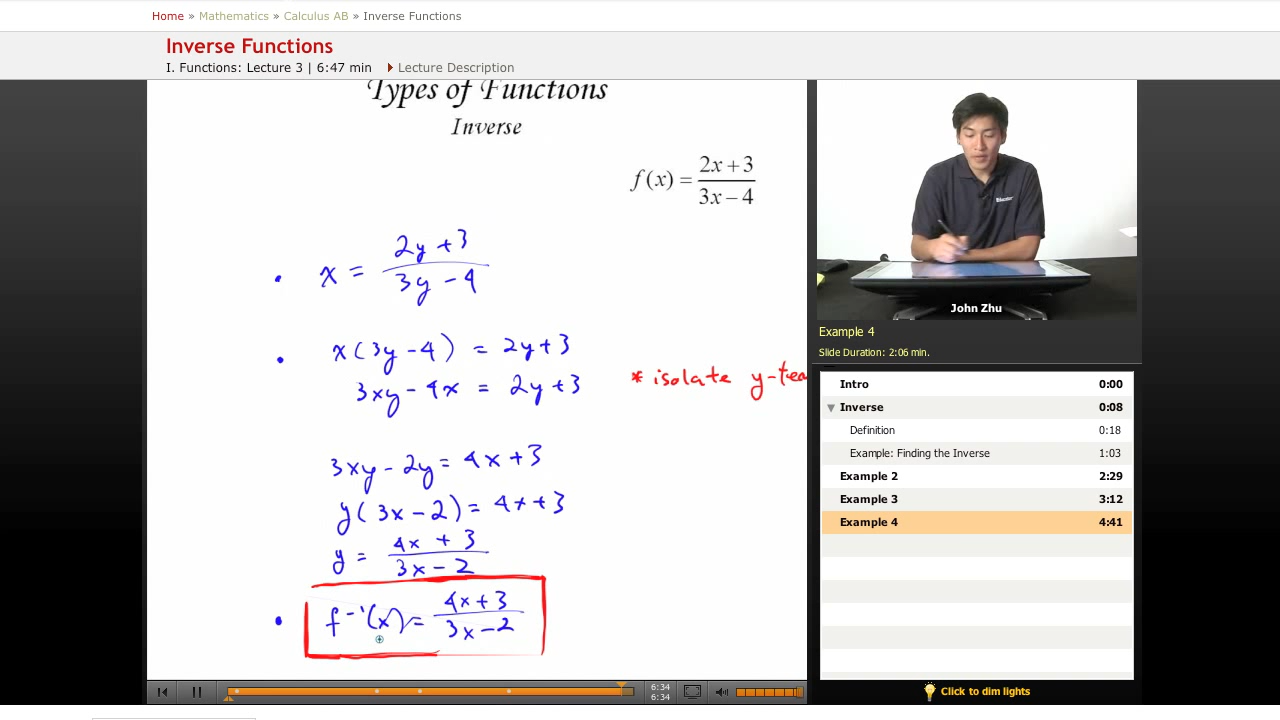 Home » Mathematics » Calculus AB » Inverse Functions
Inverse Functions
I. Functions: Lecture 3 | 6:47 min Lecture Description
Types of Functions
Inverse
f(x) = (2x+3)/(3x−4)
• x = (2y+3)/(3y−4)
• x(3y−4) = 2y+3
3xy−4x = 2y+3
* isolate y-
3xy−2y=4x+3
y(3x−2)=4x+3
y = (4x+3)/(3x−2)
• f⁻¹(x)=(4x+3)/(3x−2)
John Zhu
Example 4
Slide Duration: 2:06 min.
Intro 0:00
▼ Inverse 0:08
Definition 0:18
Example: Finding the Inverse 1:03
Example 2 2:29
Example 3 3:12
Example 4 4:41
6:34
6:34
Click to dim lights